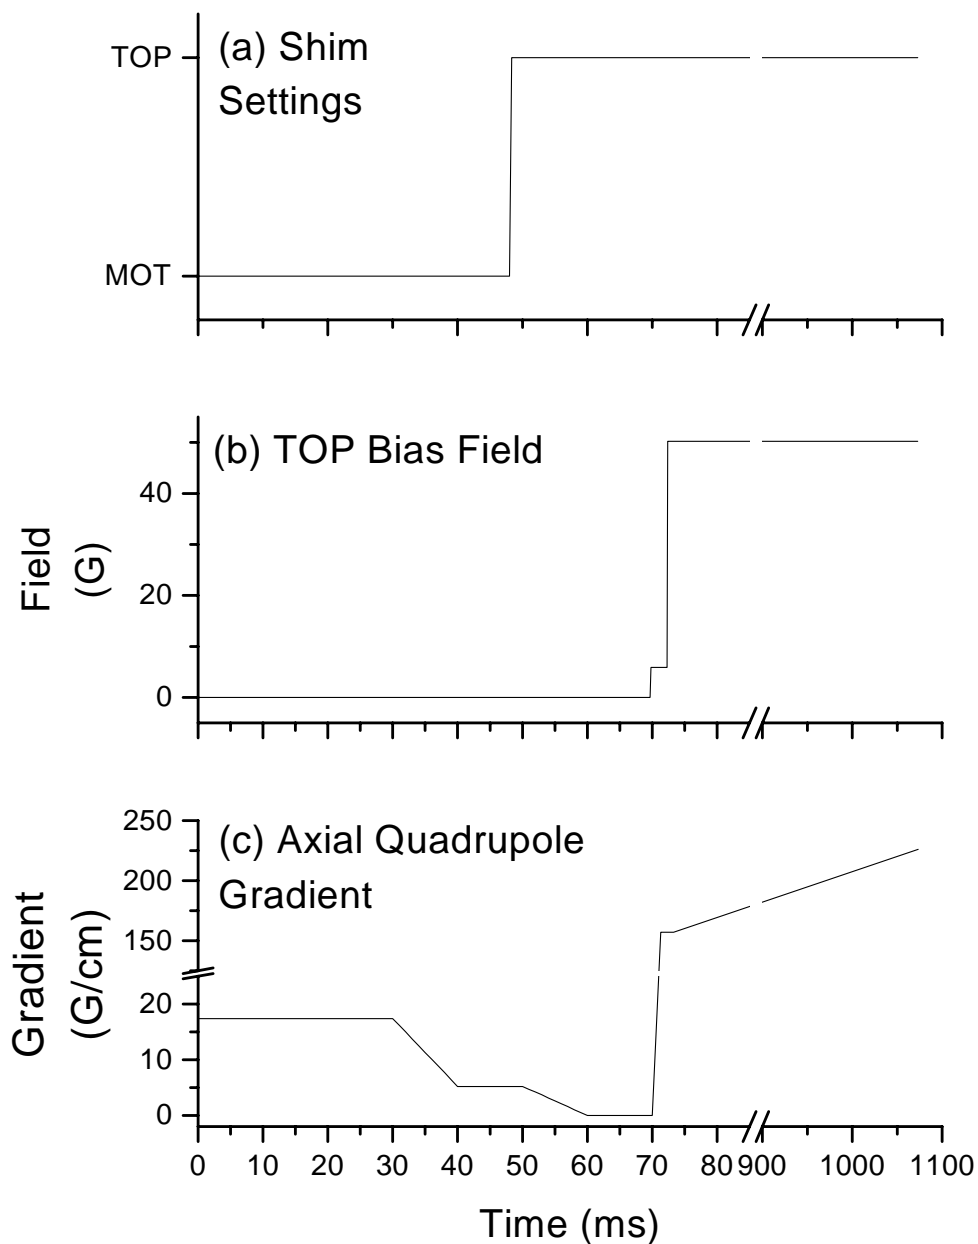 (a) Shim
Settings
TOP
MOT
0 10 20 30 40 50 60 70 80 900 1000 1100
(b) TOP Bias Field
Field
(G)
40
20
0
(c) Axial Quadrupole
Gradient
Gradient
(G/cm)
250
200
150
20
10
0
Time (ms)